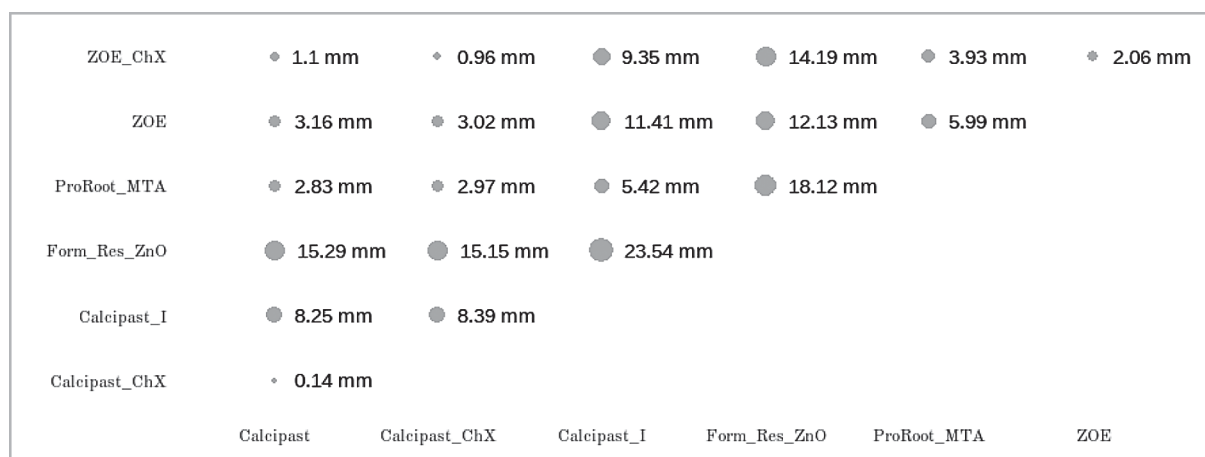 ZOE_ChX 1.1 mm 0.96 mm 9.35 mm 14.19 mm 3.93 mm 2.06 mm
ZOE 3.16 mm 3.02 mm 11.41 mm 12.13 mm 5.99 mm
ProRoot_MTA 2.83 mm 2.97 mm 5.42 mm 18.12 mm
Form_Res_ZnO 15.29 mm 15.15 mm 23.54 mm
Calcipast_I 8.25 mm 8.39 mm
Calcipast_ChX 0.14 mm
Calcipast Calcipast_ChX Calcipast_I Form_Res_ZnO ProRoot_MTA ZOE